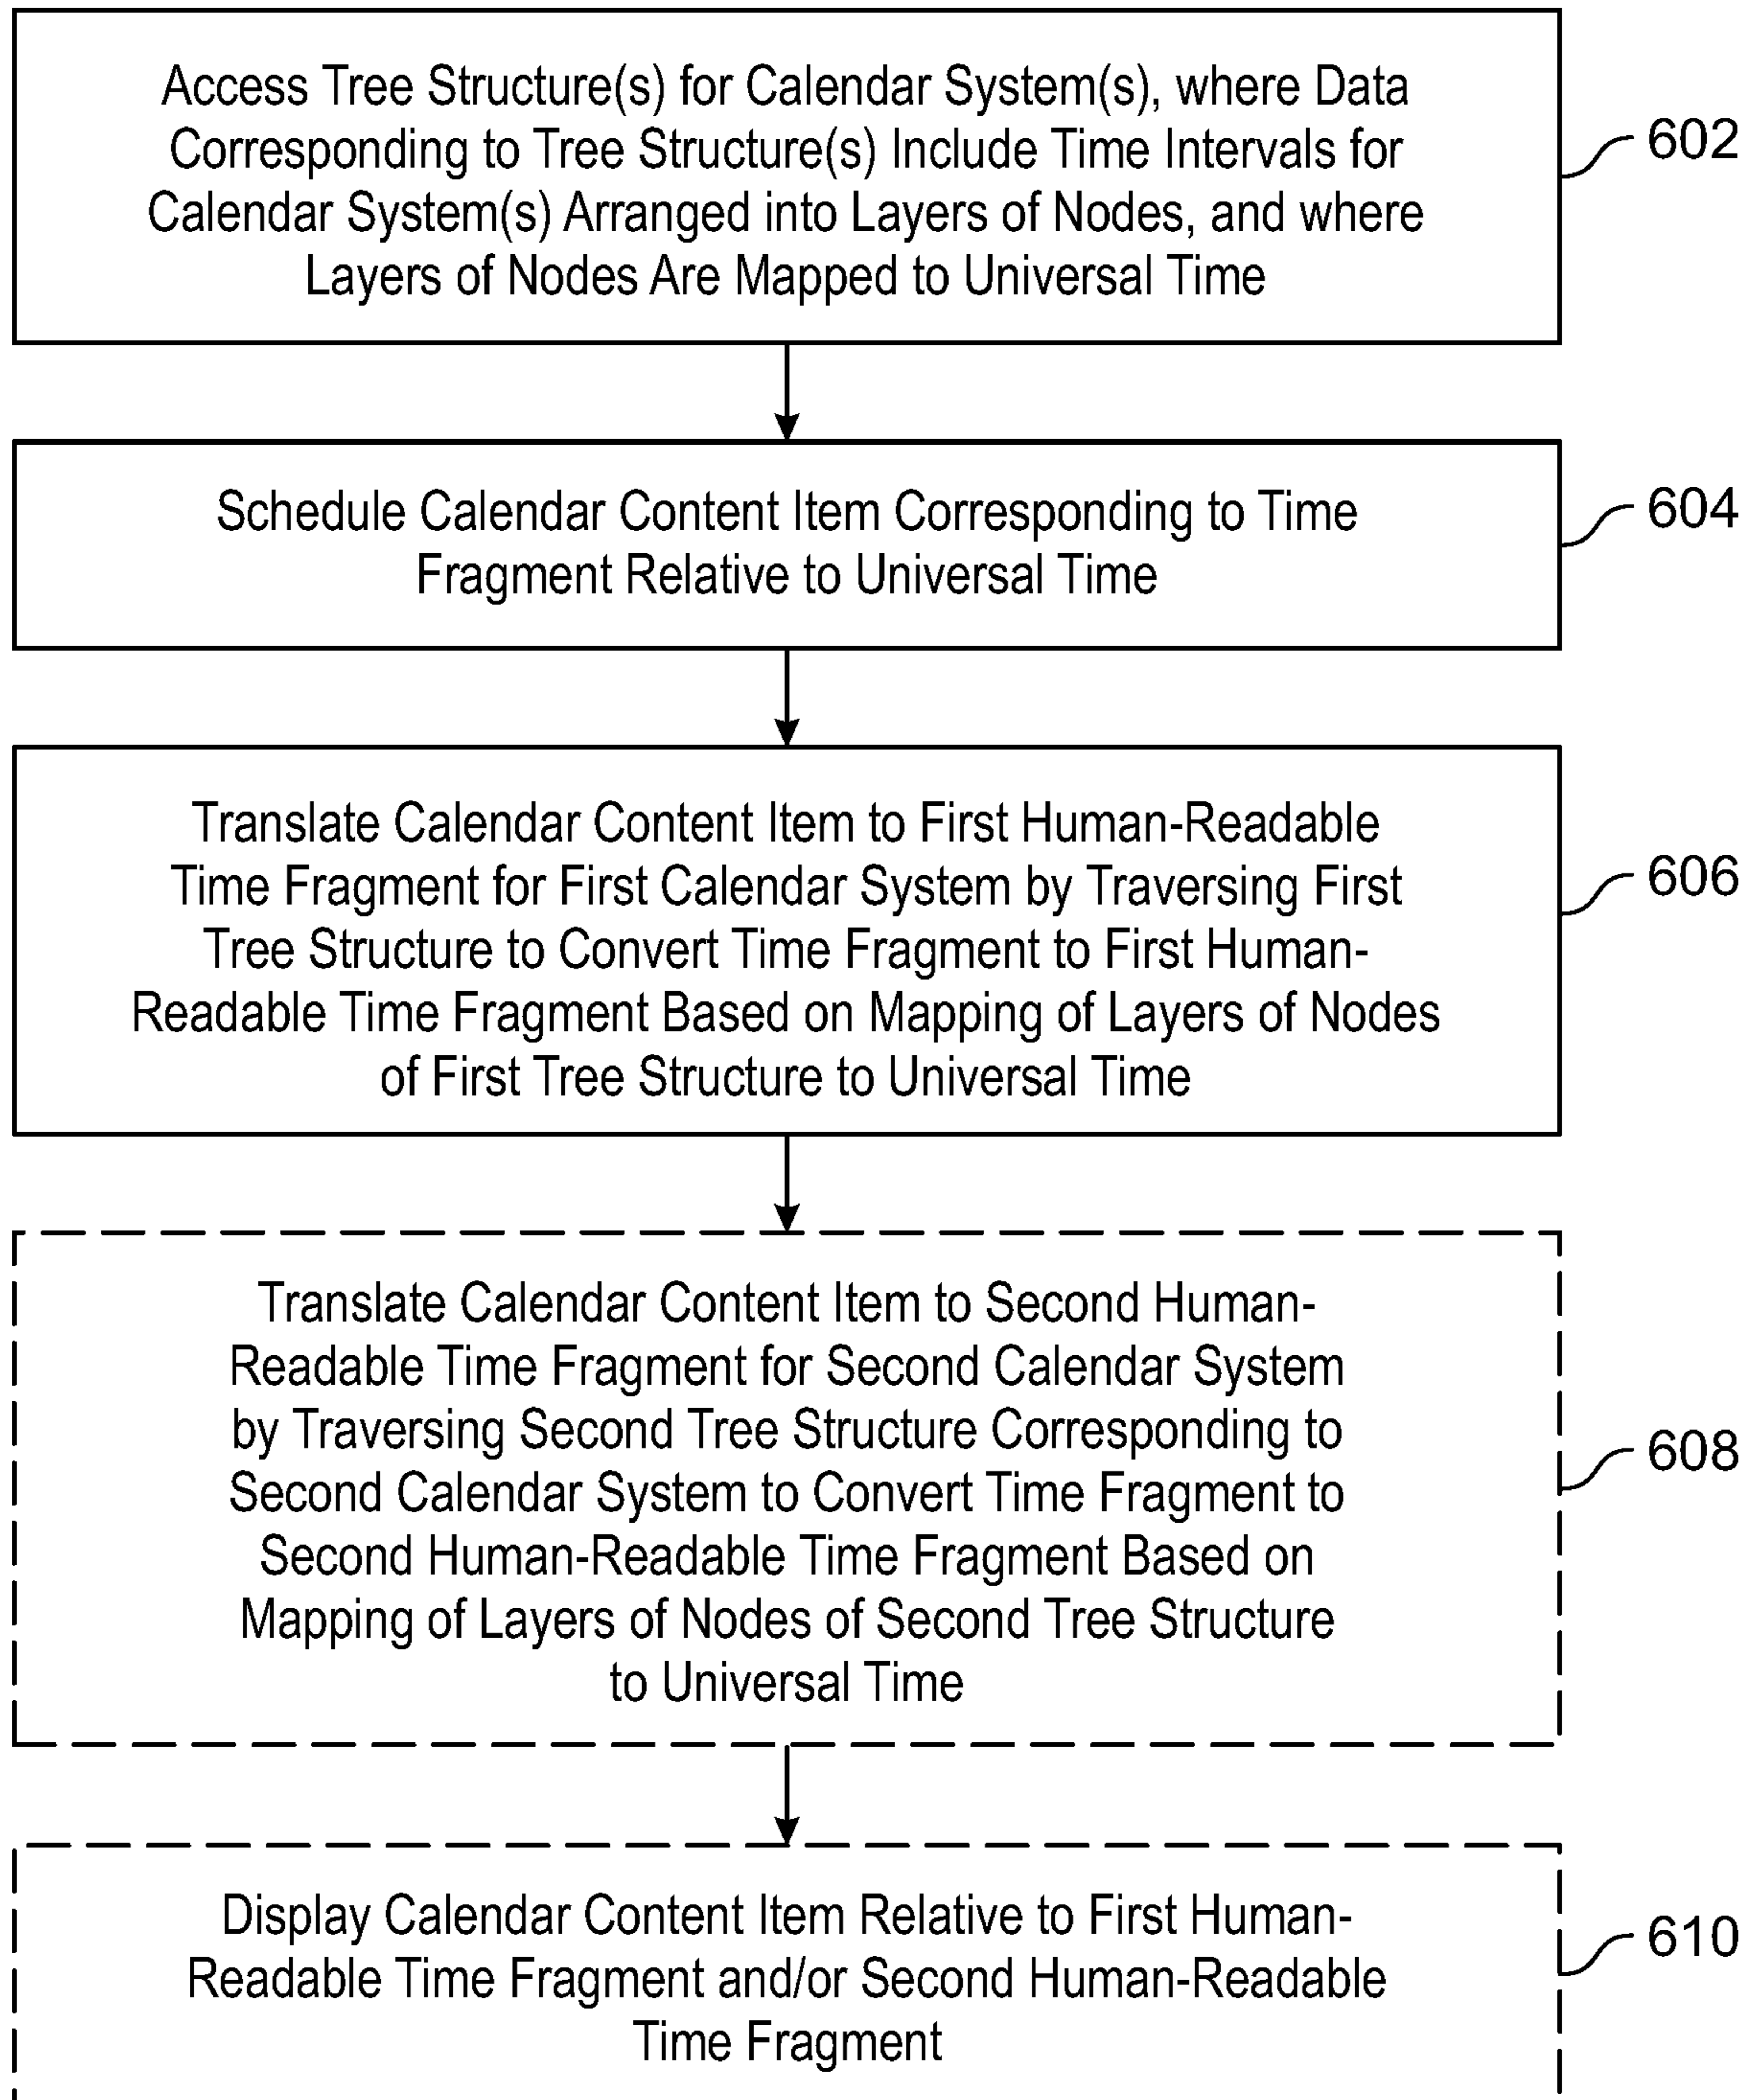 Access Tree Structure(s) for Calendar System(s), where Data
Corresponding to Tree Structure(s) Include Time Intervals for
Calendar System(s) Arranged into Layers of Nodes, and where
Layers of Nodes Are Mapped to Universal Time
602
Schedule Calendar Content Item Corresponding to Time
Fragment Relative to Universal Time
604
Translate Calendar Content Item to First Human-Readable
Time Fragment for First Calendar System by Traversing First
Tree Structure to Convert Time Fragment to First Human-
Readable Time Fragment Based on Mapping of Layers of Nodes
of First Tree Structure to Universal Time
606
Translate Calendar Content Item to Second Human-
Readable Time Fragment for Second Calendar System
by Traversing Second Tree Structure Corresponding to
Second Calendar System to Convert Time Fragment to
Second Human-Readable Time Fragment Based on
Mapping of Layers of Nodes of Second Tree Structure
to Universal Time
608
Display Calendar Content Item Relative to First Human-
Readable Time Fragment and/or Second Human-Readable
Time Fragment
610